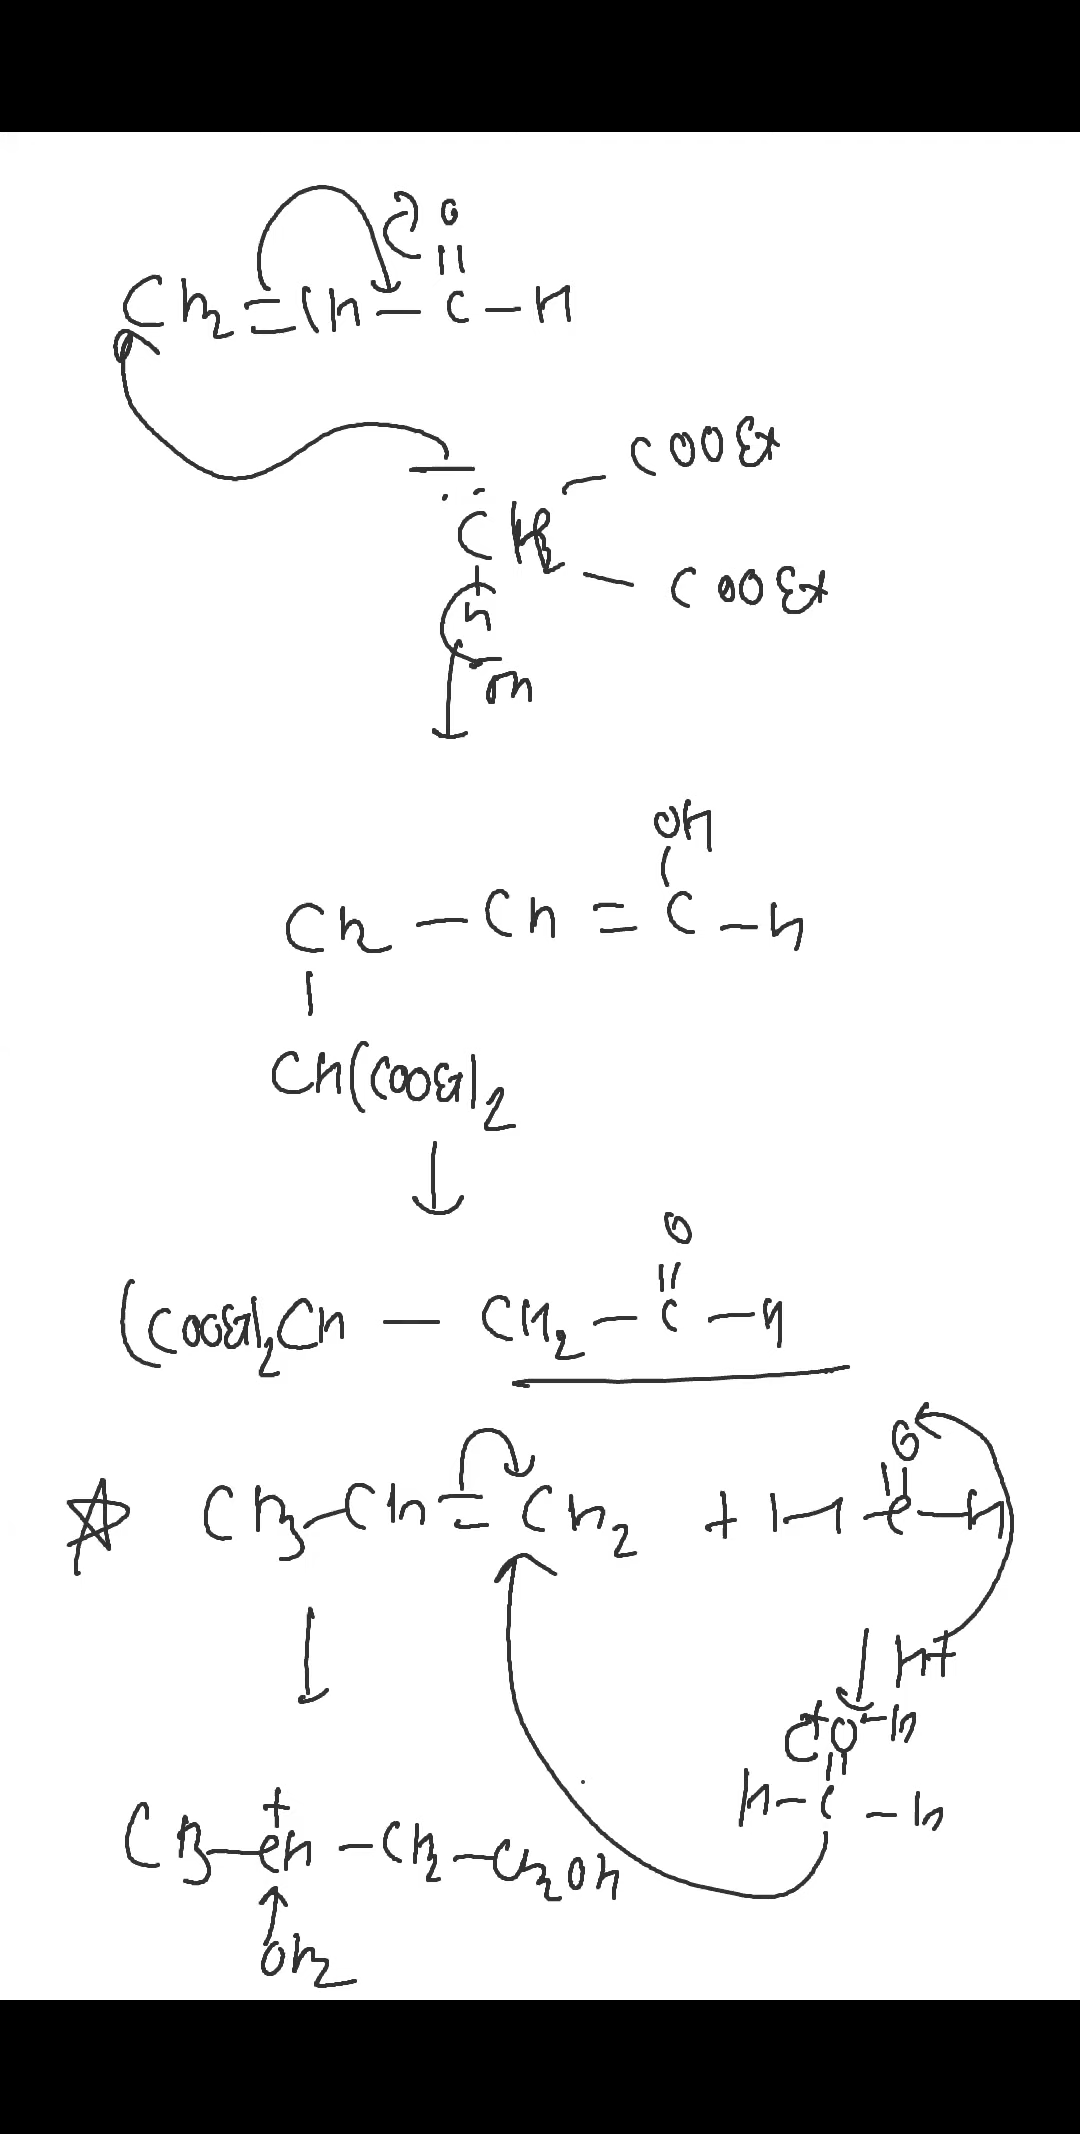 O
CH2 = CH - C - H
COOEt
CH
COOEt
H
OH
OH
CH2 - CH = C - H
CH(COOEt)2
O
(COOEt)2CH - CH2 - C - H
O
CH3 - CH = CH2 + H - C - H
H+
+O - H
H - C - H
+
CH3 - CH - CH2 - CH2OH
OH2